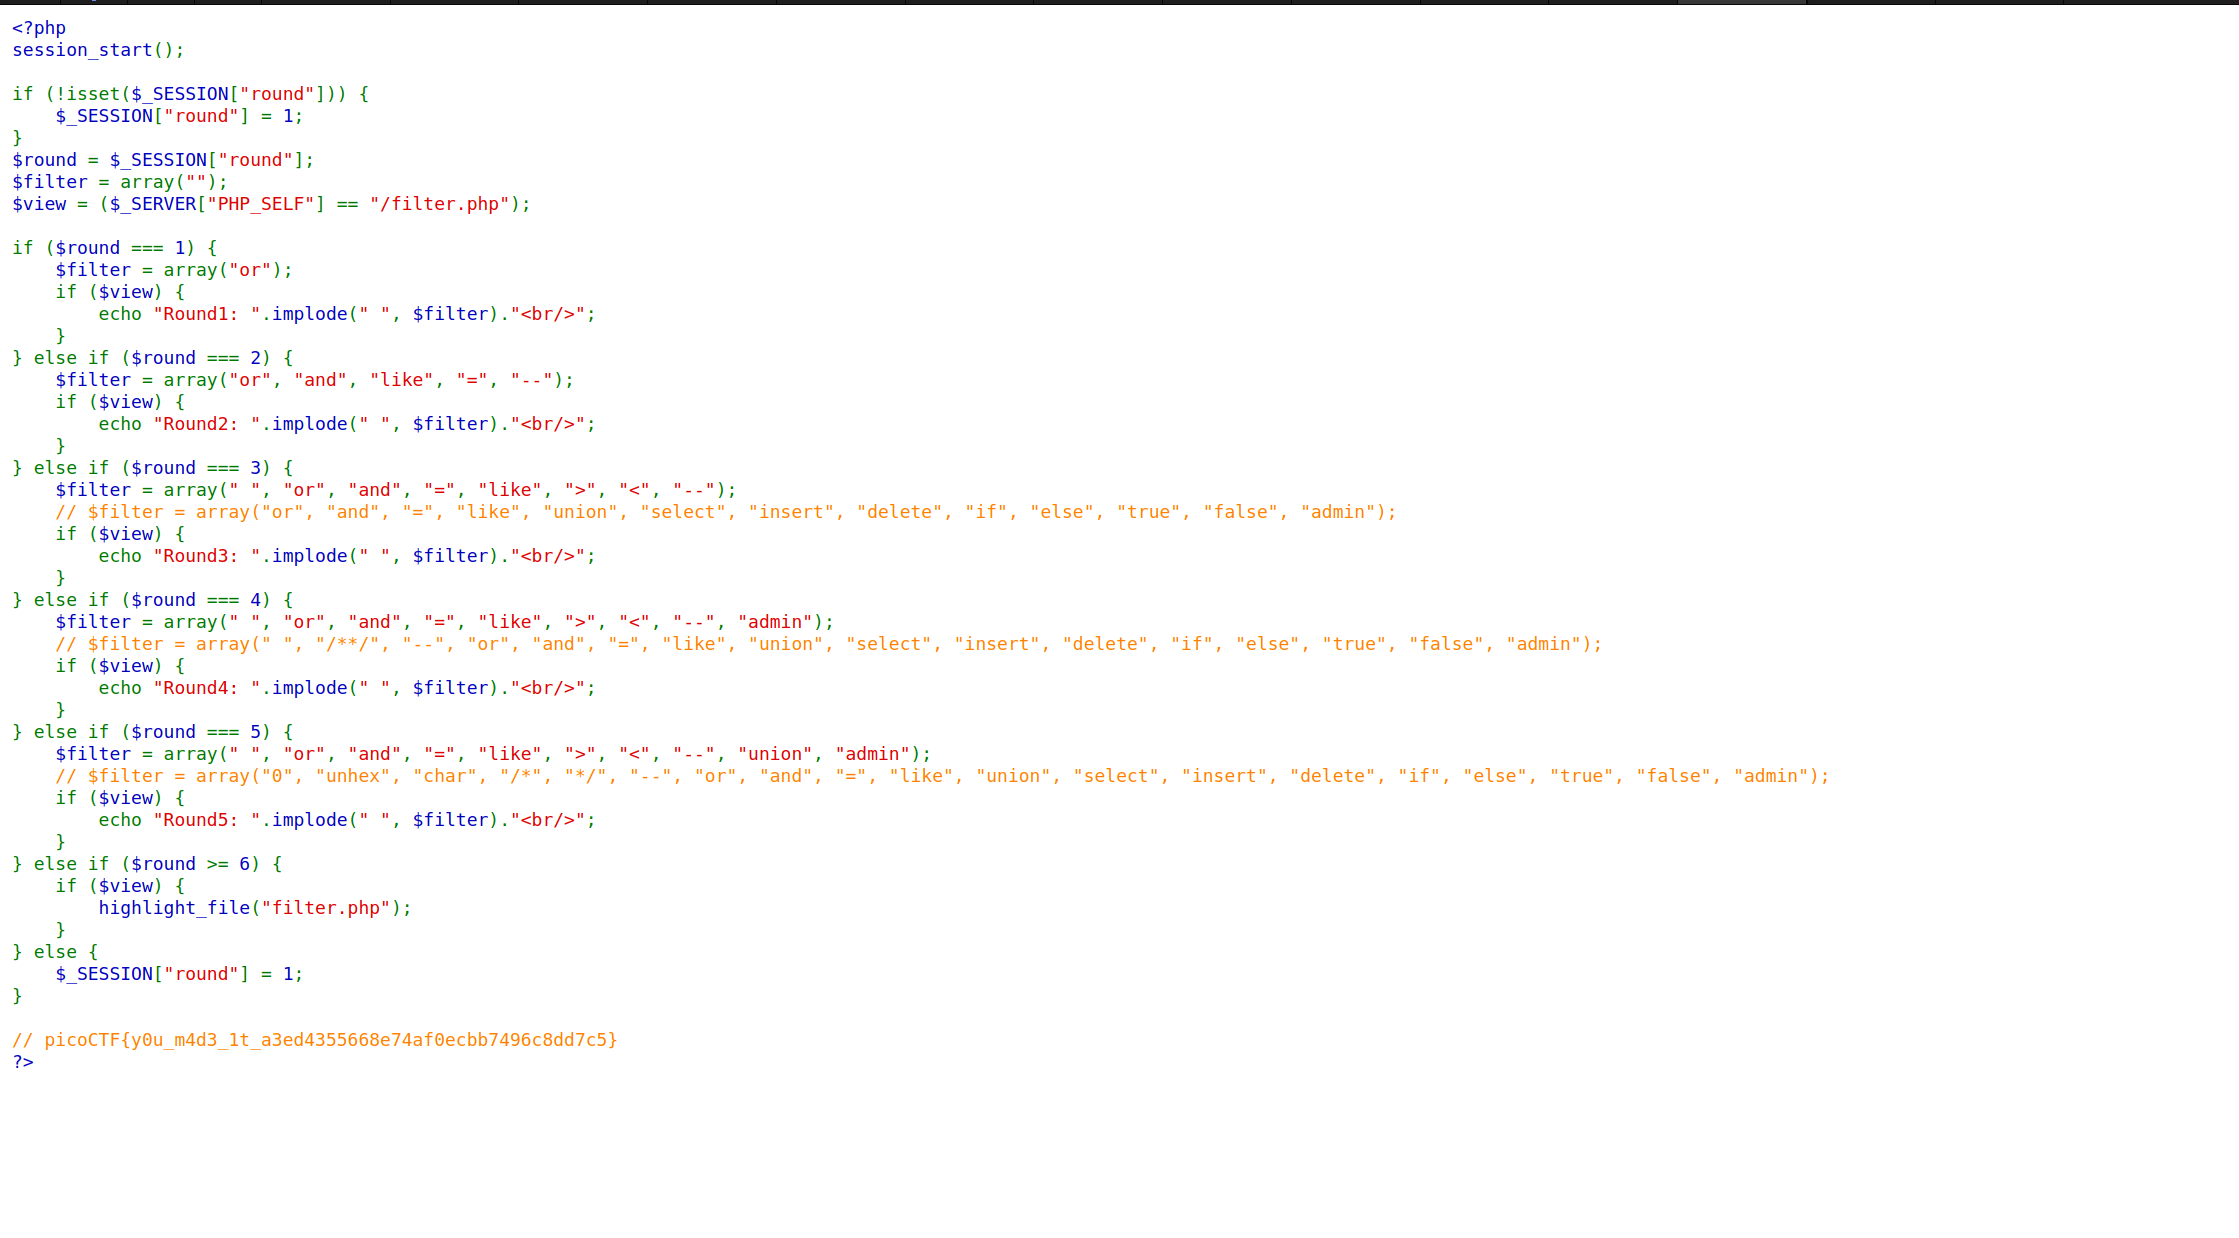 <?php
session_start();

if (!isset($_SESSION["round"])) {
    $_SESSION["round"] = 1;
}
$round = $_SESSION["round"];
$filter = array("");
$view = ($_SERVER["PHP_SELF"] == "/filter.php");

if ($round === 1) {
    $filter = array("or");
    if ($view) {
        echo "Round1: ".implode(" ", $filter)."<br/>";
    }
} else if ($round === 2) {
    $filter = array("or", "and", "like", "=", "--");
    if ($view) {
        echo "Round2: ".implode(" ", $filter)."<br/>";
    }
} else if ($round === 3) {
    $filter = array(" ", "or", "and", "=", "like", ">", "<", "--");
    // $filter = array("or", "and", "=", "like", "union", "select", "insert", "delete", "if", "else", "true", "false", "admin");
    if ($view) {
        echo "Round3: ".implode(" ", $filter)."<br/>";
    }
} else if ($round === 4) {
    $filter = array(" ", "or", "and", "=", "like", ">", "<", "--", "admin");
    // $filter = array(" ", "/**/", "--", "or", "and", "=", "like", "union", "select", "insert", "delete", "if", "else", "true", "false", "admin");
    if ($view) {
        echo "Round4: ".implode(" ", $filter)."<br/>";
    }
} else if ($round === 5) {
    $filter = array(" ", "or", "and", "=", "like", ">", "<", "--", "union", "admin");
    // $filter = array("0", "unhex", "char", "/*", "*/", "--", "or", "and", "=", "like", "union", "select", "insert", "delete", "if", "else", "true", "false", "admin");
    if ($view) {
        echo "Round5: ".implode(" ", $filter)."<br/>";
    }
} else if ($round >= 6) {
    if ($view) {
        highlight_file("filter.php");
    }
} else {
    $_SESSION["round"] = 1;
}

// picoCTF{y0u_m4d3_1t_a3ed4355668e74af0ecbb7496c8dd7c5}
?>